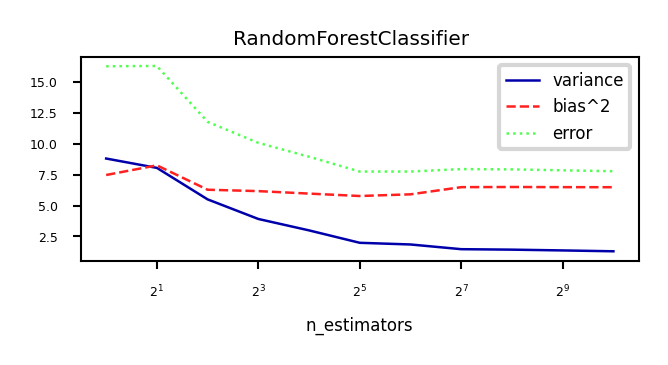 RandomForestClassifier
variance
bias^2
error
15.0
12.5
10.0
7.5
5.0
2.5
2^1 2^3 2^5 2^7 2^9
n_estimators